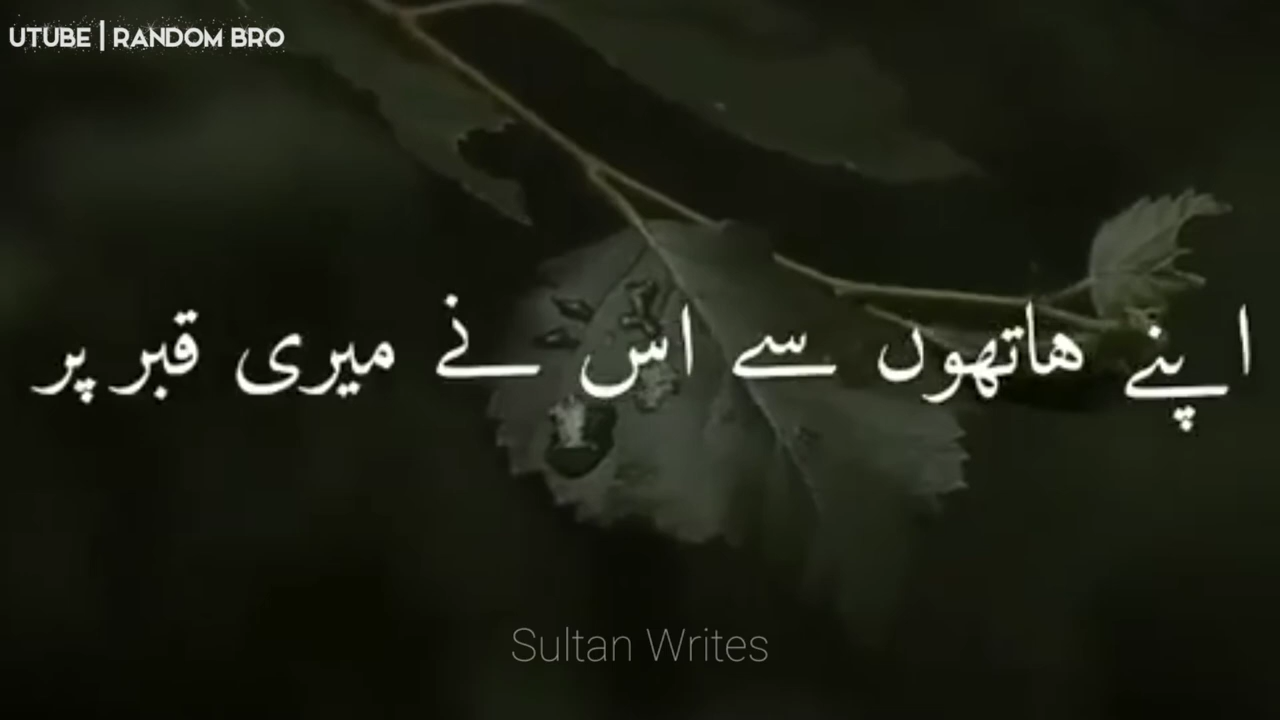 UTUBE | RANDOM BRO
اپنے ھاتھوں سے اس نے میری قبر پر
Sultan Writes